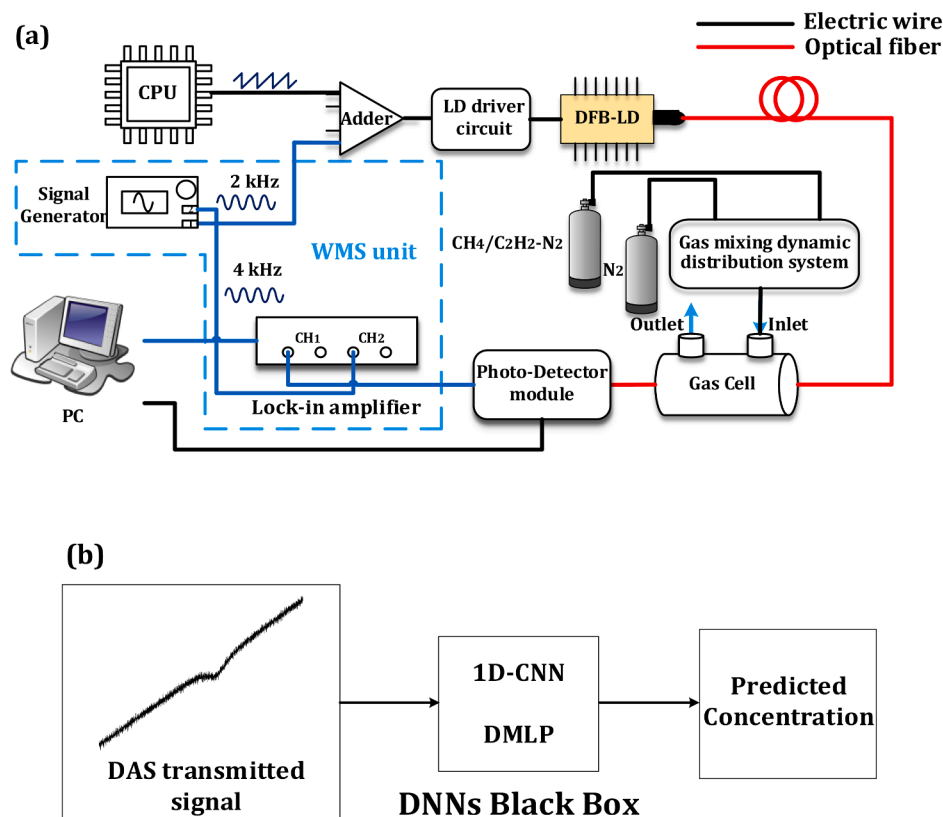 (a)
Electric wire
Optical fiber
CPU
Adder
LD driver
circuit
DFB-LD
Signal
Generator
2 kHz
WMS unit
4 kHz
CH4/C2H2-N2
N2
Gas mixing dynamic
distribution system
Outlet
Inlet
CH1
CH2
Photo-Detector
module
Gas Cell
Lock-in amplifier
PC
(b)
1D-CNN
DMLP
Predicted
Concentration
DAS transmitted
signal
DNNs Black Box